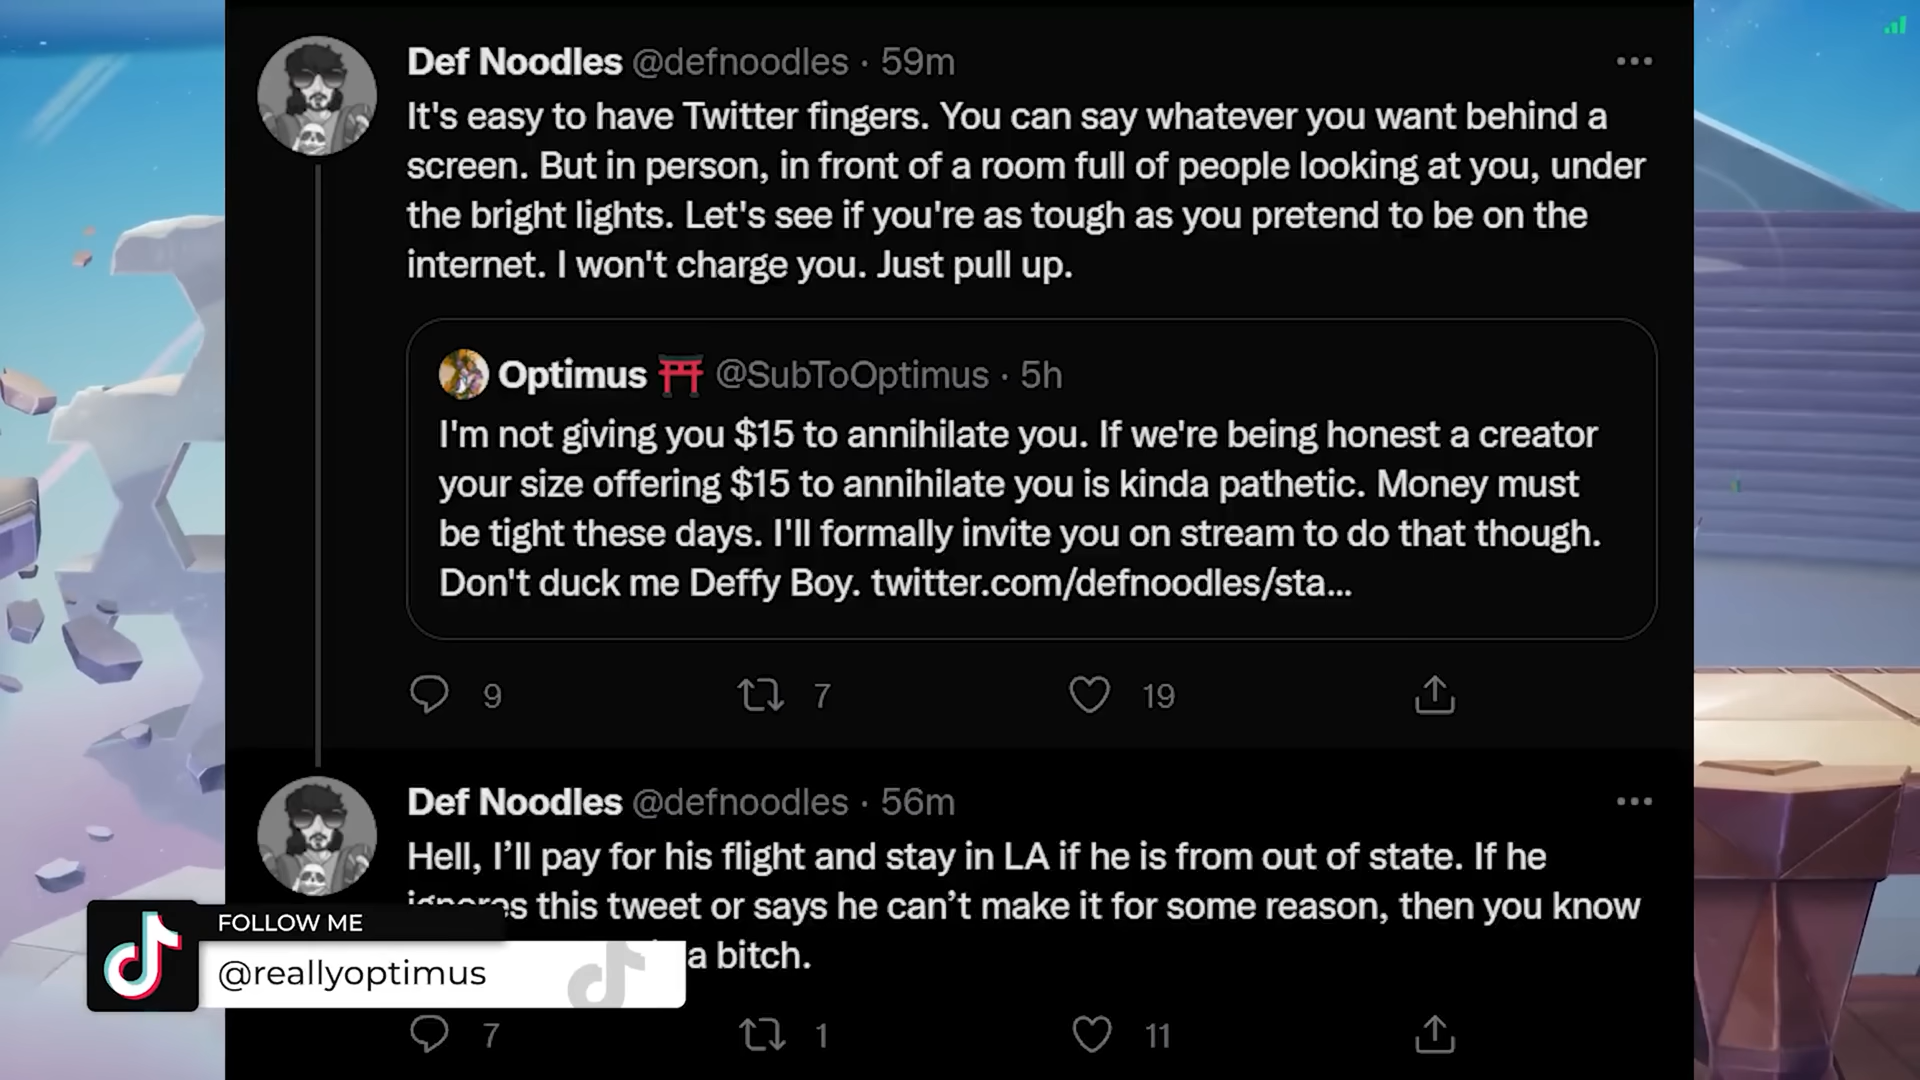 Def Noodles @defnoodles · 59m
It's easy to have Twitter fingers. You can say whatever you want behind a
screen. But in person, in front of a room full of people looking at you, under
the bright lights. Let's see if you're as tough as you pretend to be on the
internet. I won't charge you. Just pull up.
Optimus ⛩ @SubToOptimus · 5h
I'm not giving you $15 to annihilate you. If we're being honest a creator
your size offering $15 to annihilate you is kinda pathetic. Money must
be tight these days. I'll formally invite you on stream to do that though.
Don't duck me Deffy Boy. twitter.com/defnoodles/sta...
9 7 19
Def Noodles @defnoodles · 56m
Hell, I’ll pay for his flight and stay in LA if he is from out of state. If he
ignores this tweet or says he can’t make it for some reason, then you know
a bitch.
FOLLOW ME
@reallyoptimus
7 1 11